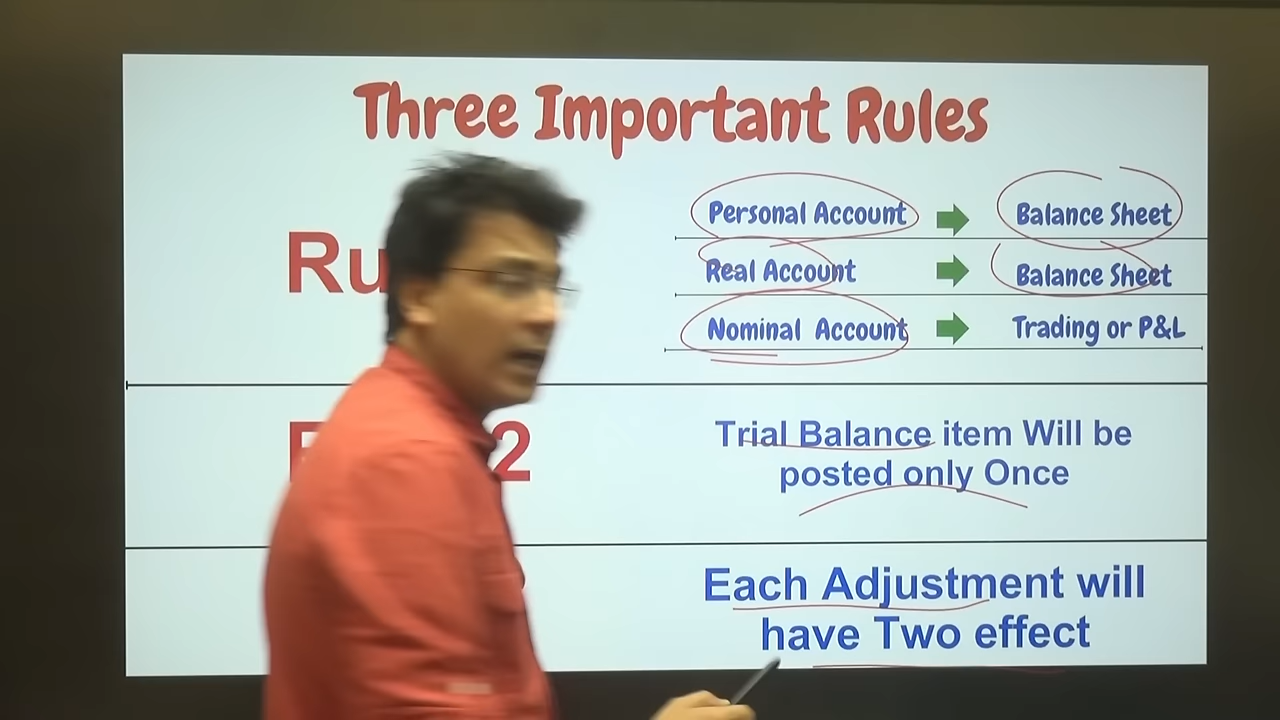 Three Important Rules
Personal Account Balance Sheet
Real Account Balance Sheet
Nominal Account Trading or P&L
2
Trial Balance item Will be
posted only Once
Each Adjustment will
have Two effect